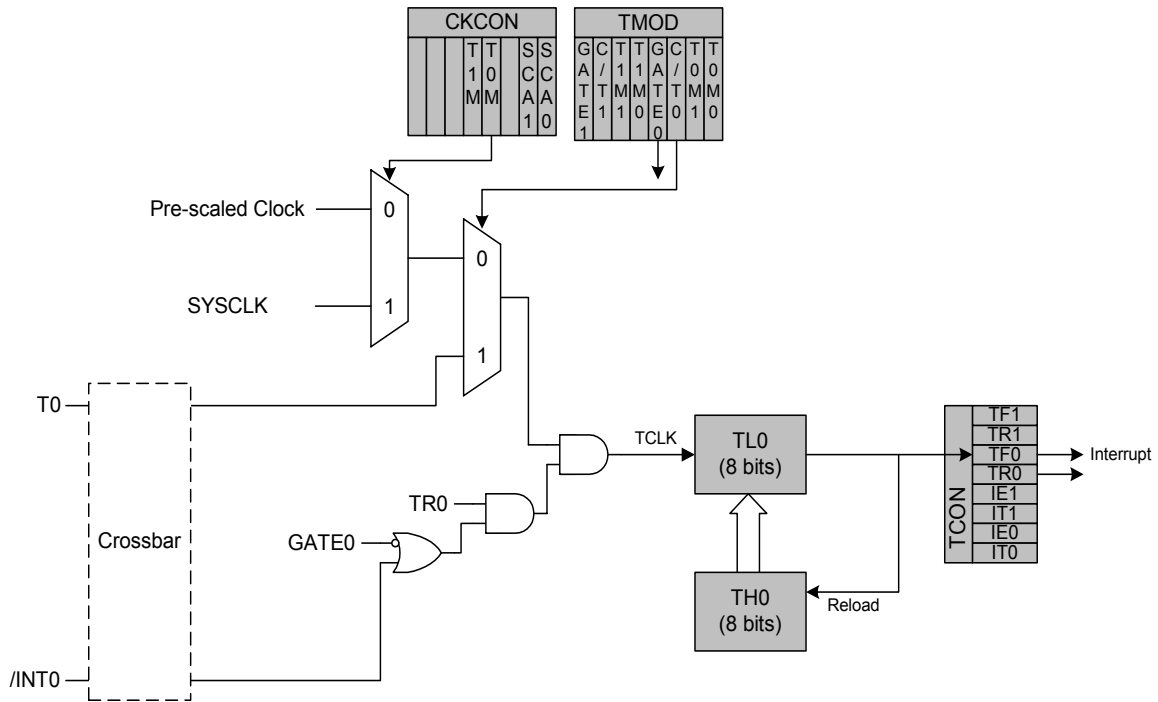 CKCON
T1M
T0M
SCA1
SCA0
TMOD
GATE1
C/T1
T1M1
T1M0
GATE0
C/T0
T0M1
T0M0
Pre-scaled Clock
0
SYSCLK
1
0
1
T0
Crossbar
/INT0
TR0
GATE0
TCLK
TL0
(8 bits)
TH0
(8 bits)
Reload
TCON
TF1
TR1
TF0
TR0
IE1
IT1
IE0
IT0
Interrupt